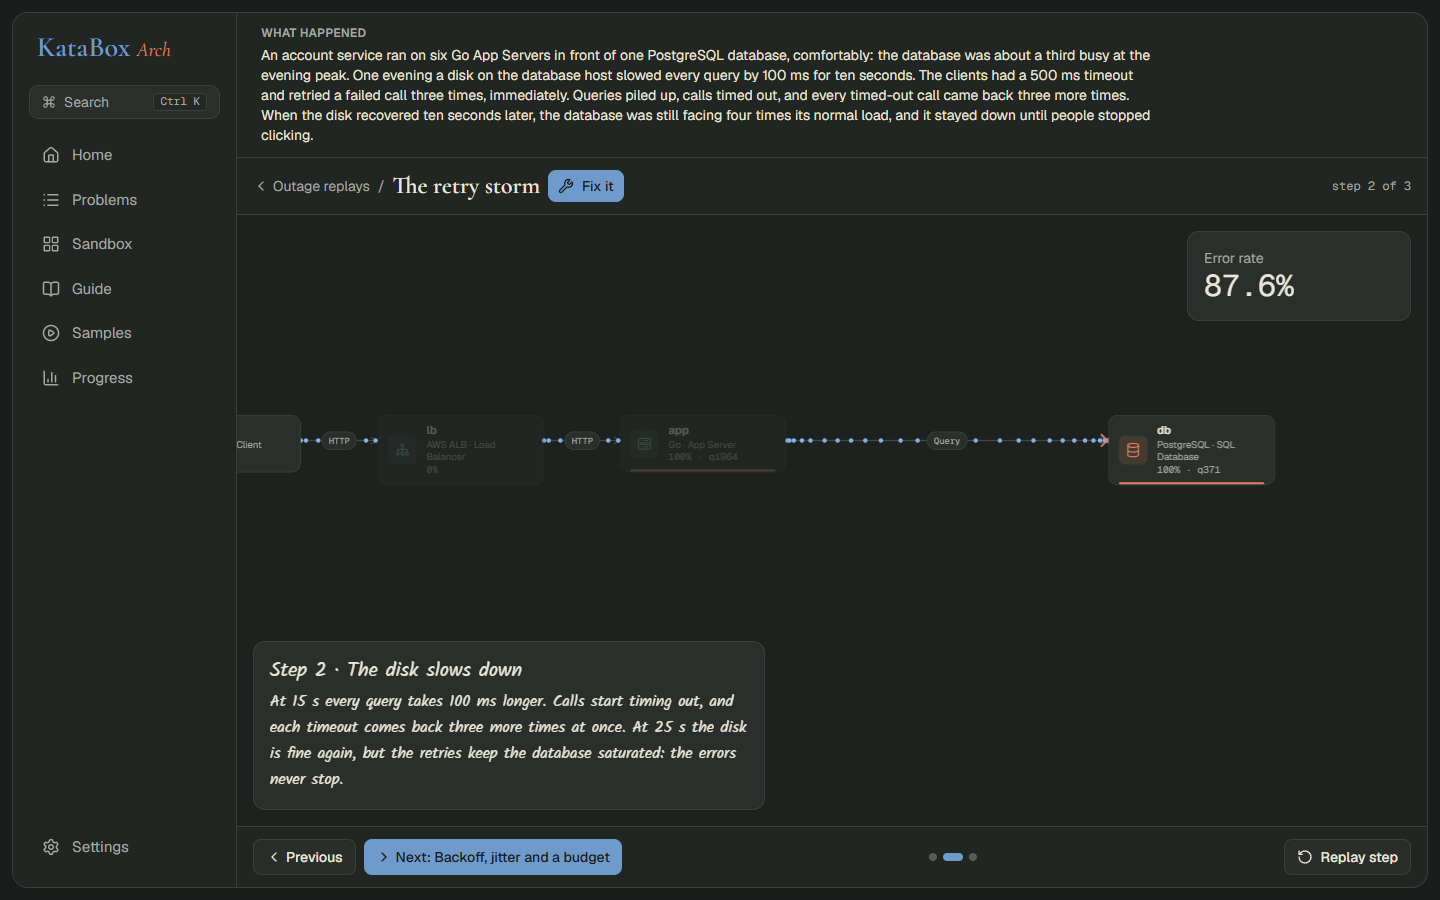 KataBox Arch
Search
Ctrl K
Home
Problems
Sandbox
Guide
Samples
Progress
Settings
WHAT HAPPENED
An account service ran on six Go App Servers in front of one PostgreSQL database, comfortably: the database was about a third busy at the
evening peak. One evening a disk on the database host slowed every query by 100 ms for ten seconds. The clients had a 500 ms timeout
and retried a failed call three times, immediately. Queries piled up, calls timed out, and every timed-out call came back three more times.
When the disk recovered ten seconds later, the database was still facing four times its normal load, and it stayed down until people stopped
clicking.
Outage replays / The retry storm
Fix it
step 2 of 3
Error rate
87.6%
Client
HTTP
lb
AWS ALB · Load
Balancer
0%
HTTP
app
Go · App Server
100% · q1964
Query
db
PostgreSQL · SQL
Database
100% · q371
Step 2 · The disk slows down
At 15 s every query takes 100 ms longer. Calls start timing out, and
each timeout comes back three more times at once. At 25 s the disk
is fine again, but the retries keep the database saturated: the errors
never stop.
Previous
Next: Backoff, jitter and a budget
Replay step